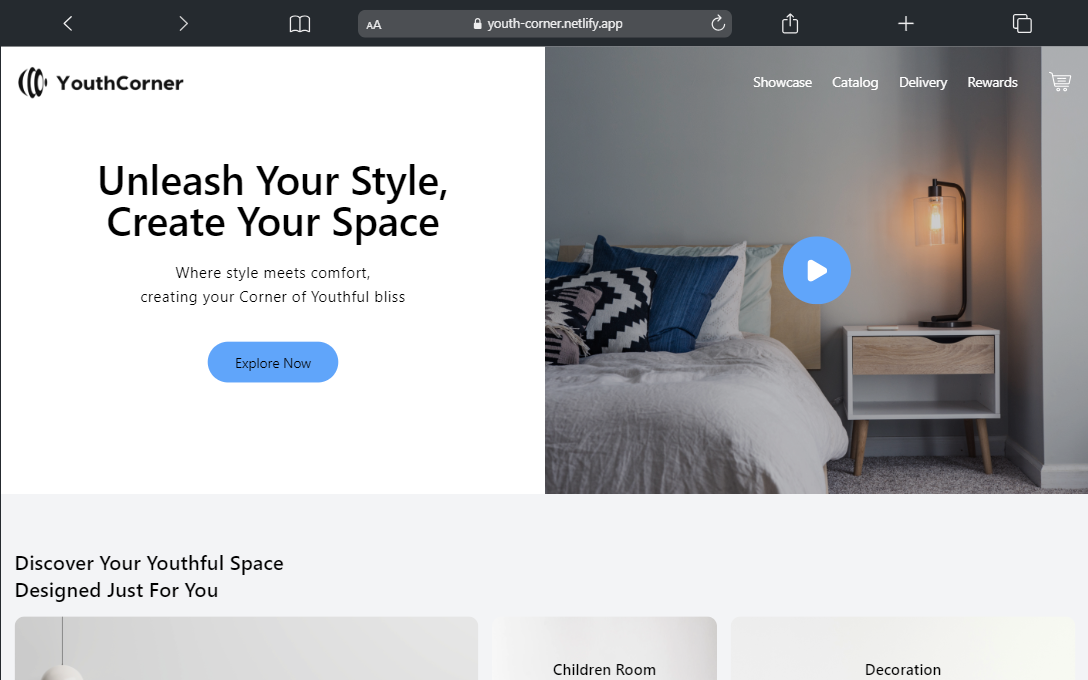 AA youth-corner.netlify.app
YouthCorner
Showcase Catalog Delivery Rewards
Unleash Your Style,
Create Your Space
Where style meets comfort,
creating your Corner of Youthful bliss
Explore Now
Discover Your Youthful Space
Designed Just For You
Children Room
Decoration